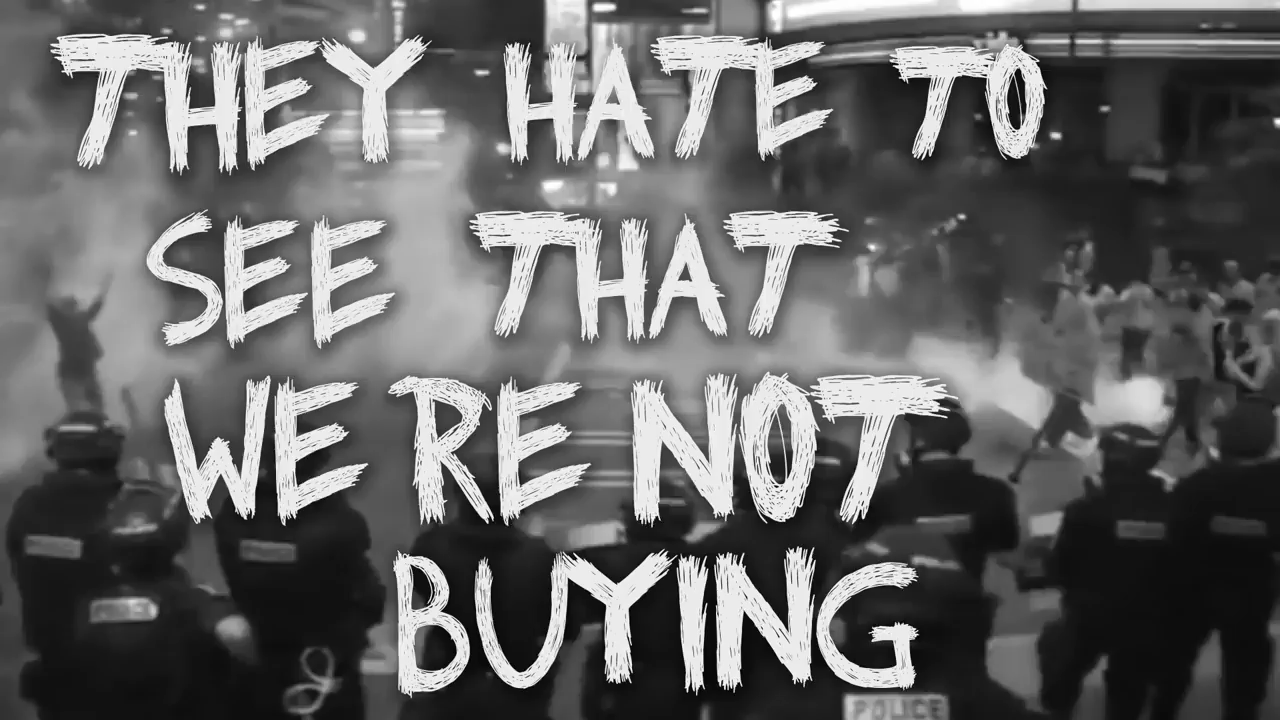 THEY HATE TO
SEE THAT
WE RE NOT
BUYING
POLICE